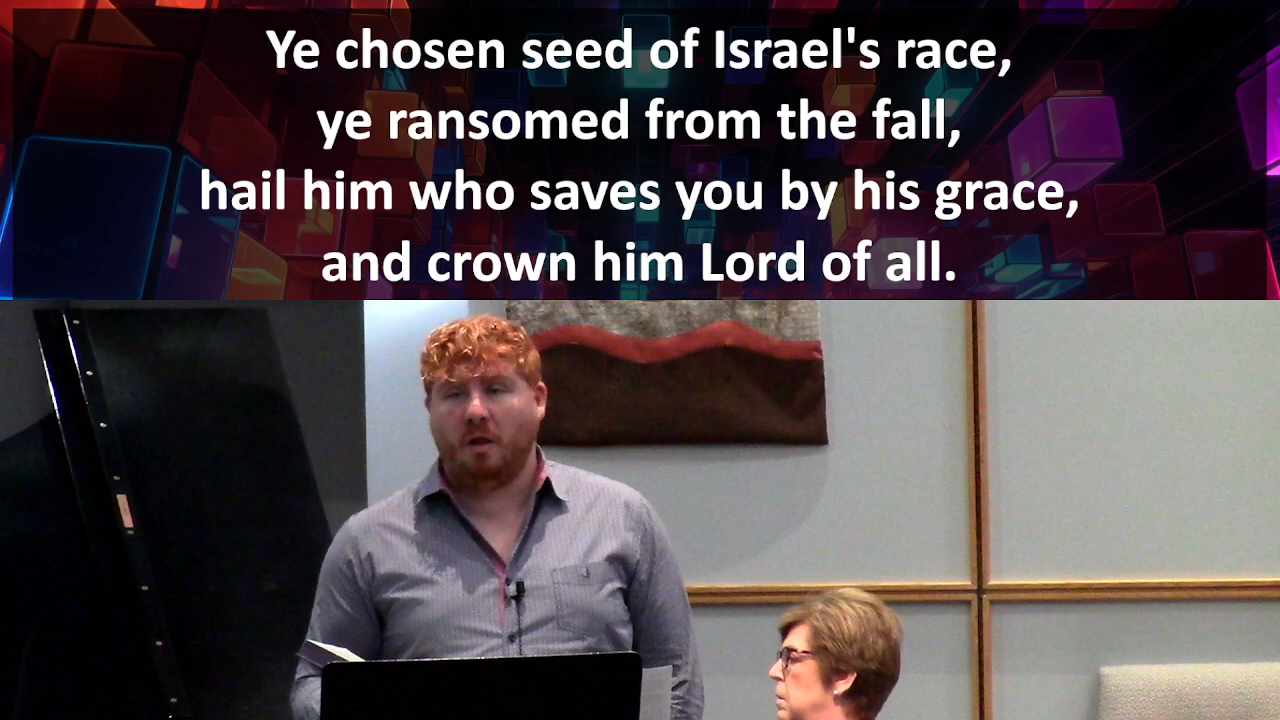 Ye chosen seed of Israel's race,
ye ransomed from the fall,
hail him who saves you by his grace,
and crown him Lord of all.